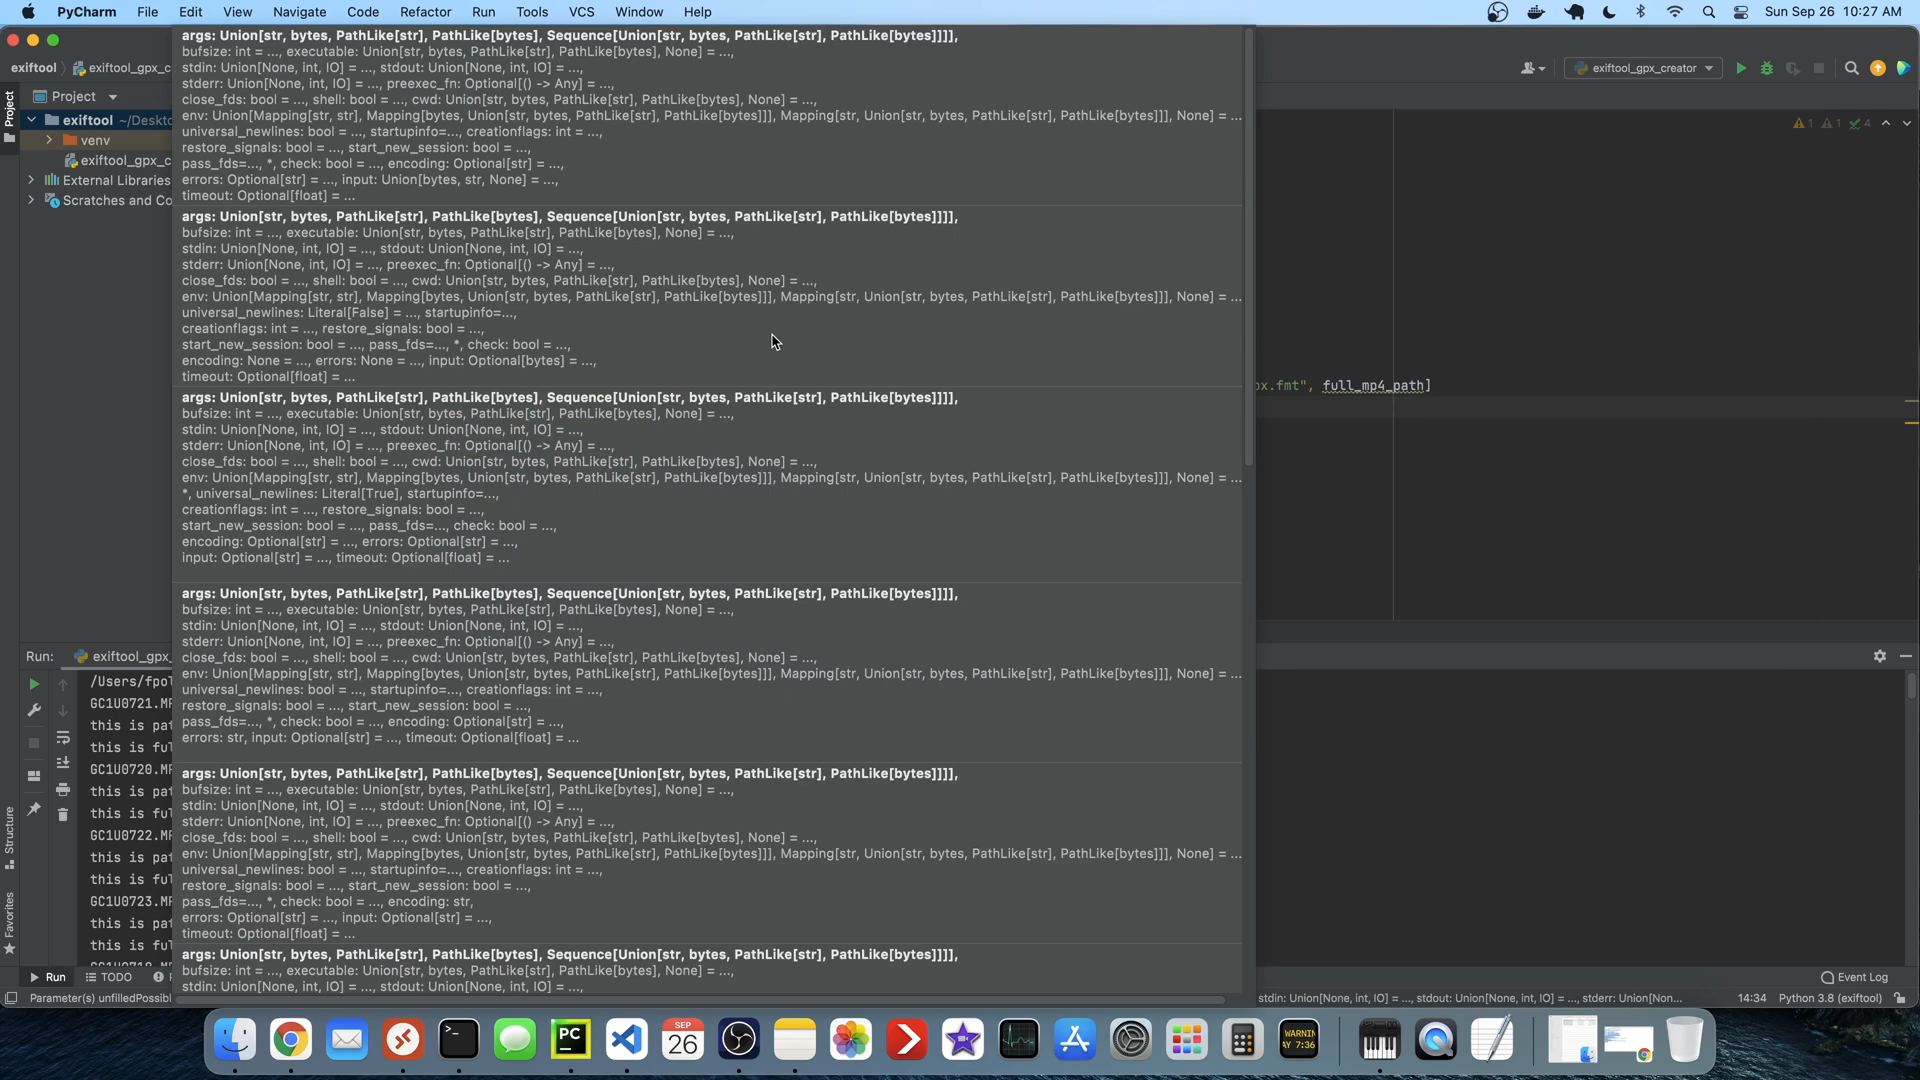 PyCharm File Edit View Navigate Code Refactor Run Tools VCS Window Help Sun Sep 26 10:27 AM
exiftool exiftool_gpx_c exiftool_gpx_creator
Project
exiftool ~/Deskto
venv
exiftool_gpx_c
External Libraries
Scratches and Co
Project
args: Union[str, bytes, PathLike[str], PathLike[bytes], Sequence[Union[str, bytes, PathLike[str], PathLike[bytes]]]],
bufsize: int = ..., executable: Union[str, bytes, PathLike[str], PathLike[bytes], None] = ...,
stdin: Union[None, int, IO] = ..., stdout: Union[None, int, IO] = ...,
stderr: Union[None, int, IO] = ..., preexec_fn: Optional[() -> Any] = ...,
close_fds: bool = ..., shell: bool = ..., cwd: Union[str, bytes, PathLike[str], PathLike[bytes], None] = ...,
env: Union[Mapping[str, str], Mapping[bytes, Union[str, bytes, PathLike[str], PathLike[bytes]]], Mapping[str, Union[str, bytes, PathLike[str], PathLike[bytes]]], None] = ...
universal_newlines: bool = ..., startupinfo=..., creationflags: int = ...,
restore_signals: bool = ..., start_new_session: bool = ...,
pass_fds=..., *, check: bool = ..., encoding: Optional[str] = ...,
errors: Optional[str] = ..., input: Union[bytes, str, None] = ...,
timeout: Optional[float] = ...
args: Union[str, bytes, PathLike[str], PathLike[bytes], Sequence[Union[str, bytes, PathLike[str], PathLike[bytes]]]],
bufsize: int = ..., executable: Union[str, bytes, PathLike[str], PathLike[bytes], None] = ...,
stdin: Union[None, int, IO] = ..., stdout: Union[None, int, IO] = ...,
stderr: Union[None, int, IO] = ..., preexec_fn: Optional[() -> Any] = ...,
close_fds: bool = ..., shell: bool = ..., cwd: Union[str, bytes, PathLike[str], PathLike[bytes], None] = ...,
env: Union[Mapping[str, str], Mapping[bytes, Union[str, bytes, PathLike[str], PathLike[bytes]]], Mapping[str, Union[str, bytes, PathLike[str], PathLike[bytes]]], None] = ...
universal_newlines: Literal[False] = ..., startupinfo=...,
creationflags: int = ..., restore_signals: bool = ...,
start_new_session: bool = ..., pass_fds=..., *, check: bool = ...,
encoding: None = ..., errors: None = ..., input: Optional[bytes] = ...,
timeout: Optional[float] = ...
args: Union[str, bytes, PathLike[str], PathLike[bytes], Sequence[Union[str, bytes, PathLike[str], PathLike[bytes]]]],
bufsize: int = ..., executable: Union[str, bytes, PathLike[str], PathLike[bytes], None] = ...,
stdin: Union[None, int, IO] = ..., stdout: Union[None, int, IO] = ...,
stderr: Union[None, int, IO] = ..., preexec_fn: Optional[() -> Any] = ...,
close_fds: bool = ..., shell: bool = ..., cwd: Union[str, bytes, PathLike[str], PathLike[bytes], None] = ...,
env: Union[Mapping[str, str], Mapping[bytes, Union[str, bytes, PathLike[str], PathLike[bytes]]], Mapping[str, Union[str, bytes, PathLike[str], PathLike[bytes]]], None] = ...
*, universal_newlines: Literal[True], startupinfo=...,
creationflags: int = ..., restore_signals: bool = ...,
start_new_session: bool = ..., pass_fds=..., check: bool = ...,
encoding: Optional[str] = ..., errors: Optional[str] = ...,
input: Optional[str] = ..., timeout: Optional[float] = ...
args: Union[str, bytes, PathLike[str], PathLike[bytes], Sequence[Union[str, bytes, PathLike[str], PathLike[bytes]]]],
bufsize: int = ..., executable: Union[str, bytes, PathLike[str], PathLike[bytes], None] = ...,
stdin: Union[None, int, IO] = ..., stdout: Union[None, int, IO] = ...,
stderr: Union[None, int, IO] = ..., preexec_fn: Optional[() -> Any] = ...,
close_fds: bool = ..., shell: bool = ..., cwd: Union[str, bytes, PathLike[str], PathLike[bytes], None] = ...,
env: Union[Mapping[str, str], Mapping[bytes, Union[str, bytes, PathLike[str], PathLike[bytes]]], Mapping[str, Union[str, bytes, PathLike[str], PathLike[bytes]]], None] = ...
universal_newlines: bool = ..., startupinfo=..., creationflags: int = ...,
restore_signals: bool = ..., start_new_session: bool = ...,
pass_fds=..., *, check: bool = ..., encoding: Optional[str] = ...,
errors: str, input: Optional[str] = ..., timeout: Optional[float] = ...
args: Union[str, bytes, PathLike[str], PathLike[bytes], Sequence[Union[str, bytes, PathLike[str], PathLike[bytes]]]],
bufsize: int = ..., executable: Union[str, bytes, PathLike[str], PathLike[bytes], None] = ...,
stdin: Union[None, int, IO] = ..., stdout: Union[None, int, IO] = ...,
stderr: Union[None, int, IO] = ..., preexec_fn: Optional[() -> Any] = ...,
close_fds: bool = ..., shell: bool = ..., cwd: Union[str, bytes, PathLike[str], PathLike[bytes], None] = ...,
env: Union[Mapping[str, str], Mapping[bytes, Union[str, bytes, PathLike[str], PathLike[bytes]]], Mapping[str, Union[str, bytes, PathLike[str], PathLike[bytes]]], None] = ...
universal_newlines: bool = ..., startupinfo=..., creationflags: int = ...,
restore_signals: bool = ..., start_new_session: bool = ...,
pass_fds=..., *, check: bool = ..., encoding: str,
errors: Optional[str] = ..., input: Optional[str] = ...,
timeout: Optional[float] = ...
args: Union[str, bytes, PathLike[str], PathLike[bytes], Sequence[Union[str, bytes, PathLike[str], PathLike[bytes]]]],
bufsize: int = ..., executable: Union[str, bytes, PathLike[str], PathLike[bytes], None] = ...,
stdin: Union[None, int, IO] = ..., stdout: Union[None, int, IO] = ...,
1 1 4
px.fmt", full_mp4_path]
Run: exiftool_gpx_
/Users/fpol
GC1U0721.MP
this is pat
this is ful
GC1U0720.MP
this is pat
this is ful
GC1U0722.MP
this is pat
this is ful
GC1U0723.MP
this is pat
this is ful
Structure
Favorites
Run TODO Event Log
Parameter(s) unfilledPossibl stdin: Union[None, int, IO] = ..., stdout: Union[None, int, IO] = ..., stderr: Union[Non... 14:34 Python 3.8 (exiftool)
PC
SEP
26
WARNIN
AY 7:36